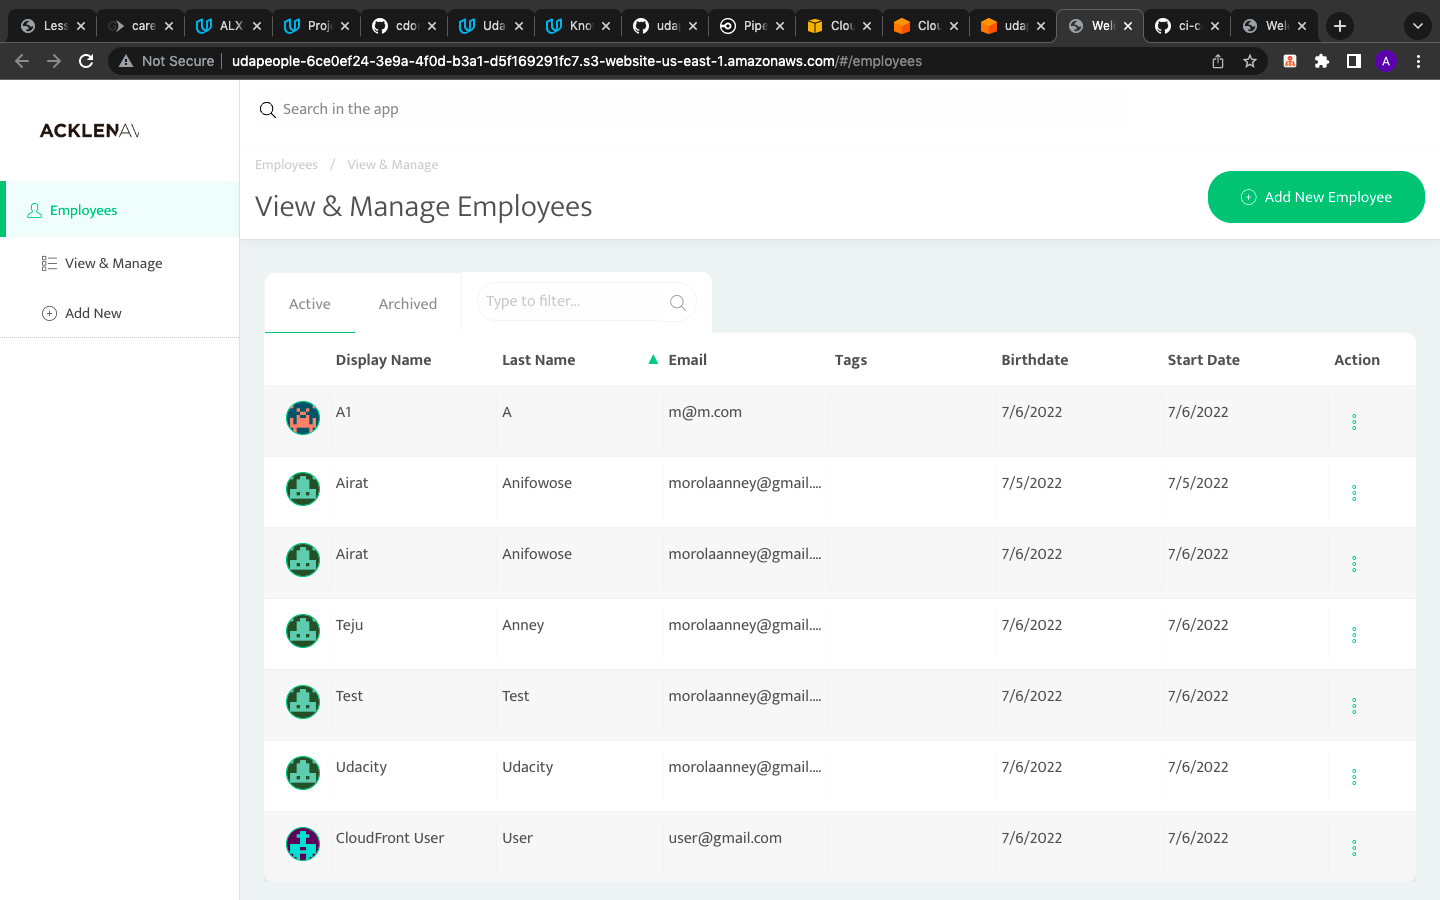 Less
care
ALX
Proje
cdor
Uda
Kno
uda
Pipe
Clou
Clou
uda
Welc
ci-c
Welc
Not Secure
udapeople-6ce0ef24-3e9a-4f0d-b3a1-d5f169291fc7.s3-website-us-east-1.amazonaws.com/#/employees
A
ACKLENAV
Search in the app
Employees / View & Manage
View & Manage Employees
Add New Employee
Employees
View & Manage
Add New
Active Archived Type to filter...
Display Name Last Name ▲ Email Tags Birthdate Start Date Action
A1 A m@m.com 7/6/2022 7/6/2022
Airat Anifowose morolaanney@gmail.... 7/5/2022 7/5/2022
Airat Anifowose morolaanney@gmail.... 7/6/2022 7/6/2022
Teju Anney morolaanney@gmail.... 7/6/2022 7/6/2022
Test Test morolaanney@gmail.... 7/6/2022 7/6/2022
Udacity Udacity morolaanney@gmail.... 7/6/2022 7/6/2022
CloudFront User User user@gmail.com 7/6/2022 7/6/2022